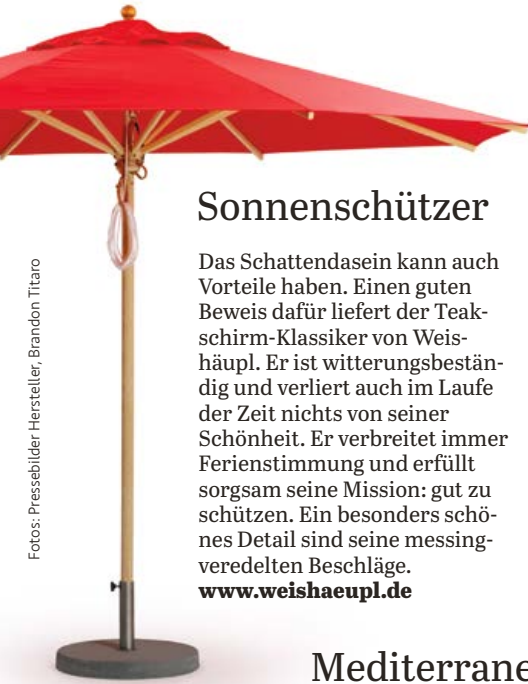 Sonnenschützer
Das Schattendasein kann auch
Vorteile haben. Einen guten
Beweis dafür liefert der Teak-
schirm-Klassiker von Weis-
häupl. Er ist witterungsbestän-
dig und verliert auch im Laufe
der Zeit nichts von seiner
Schönheit. Er verbreitet immer
Ferienstimmung und erfüllt
sorgsam seine Mission: gut zu
schützen. Ein besonders schö-
nes Detail sind seine messing-
veredelten Beschläge.
www.weishaeupl.de
Fotos: Pressebilder Hersteller, Brandon Titaro
Mediterrane